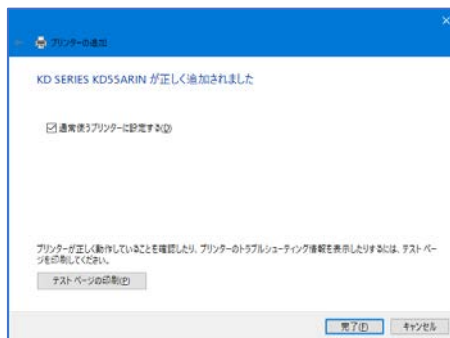 プリンターの追加
KD SERIES KD55ARIN が正しく追加されました
通常使うプリンターに設定する(D)
プリンターが正しく動作していることを確認したり、プリンターのトラブルシューティング情報を表示したりするには、テスト ペー
ジを印刷してください。
テスト ページの印刷(P)
完了(F) キャンセル